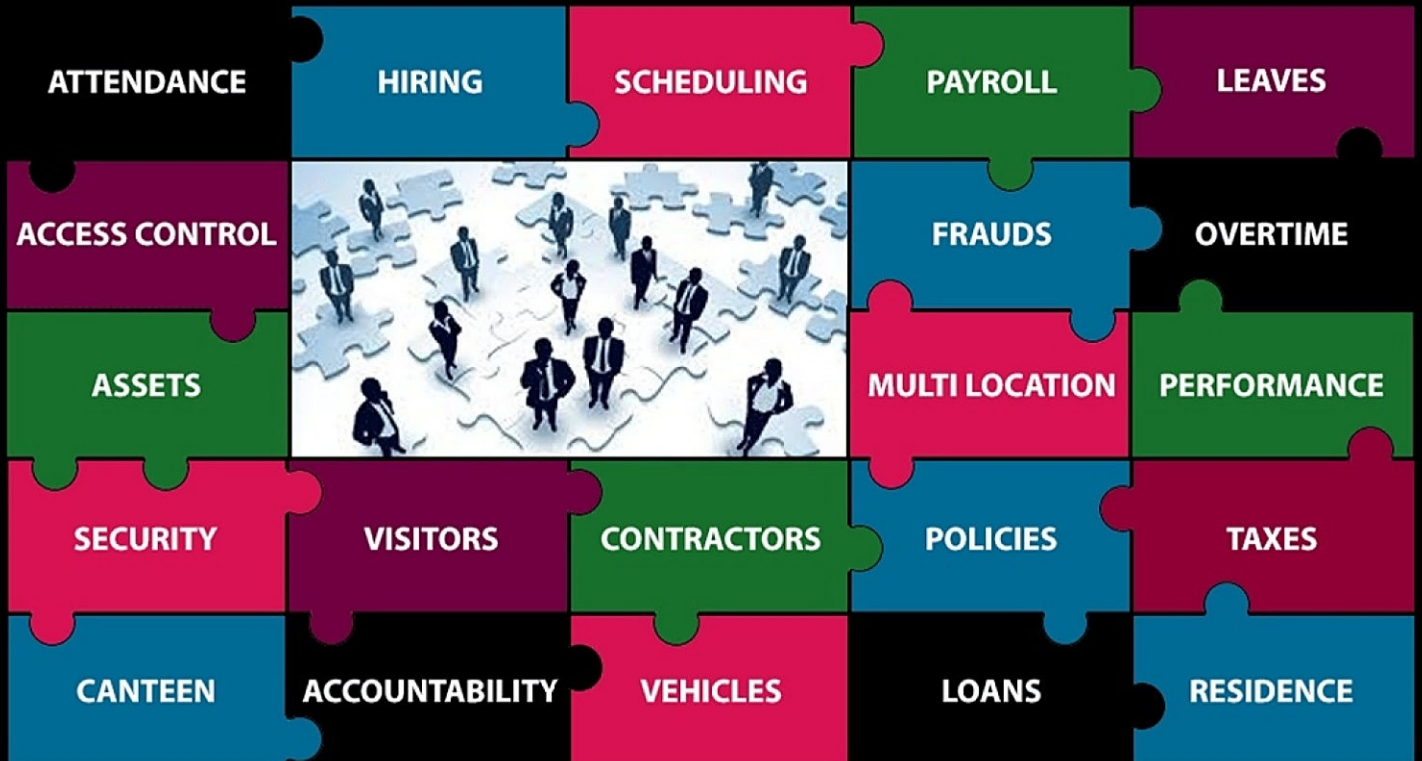 ATTENDANCE
HIRING
SCHEDULING
PAYROLL
LEAVES
ACCESS CONTROL
FRAUDS
OVERTIME
ASSETS
MULTI LOCATION
PERFORMANCE
SECURITY
VISITORS
CONTRACTORS
POLICIES
TAXES
CANTEEN
ACCOUNTABILITY
VEHICLES
LOANS
RESIDENCE